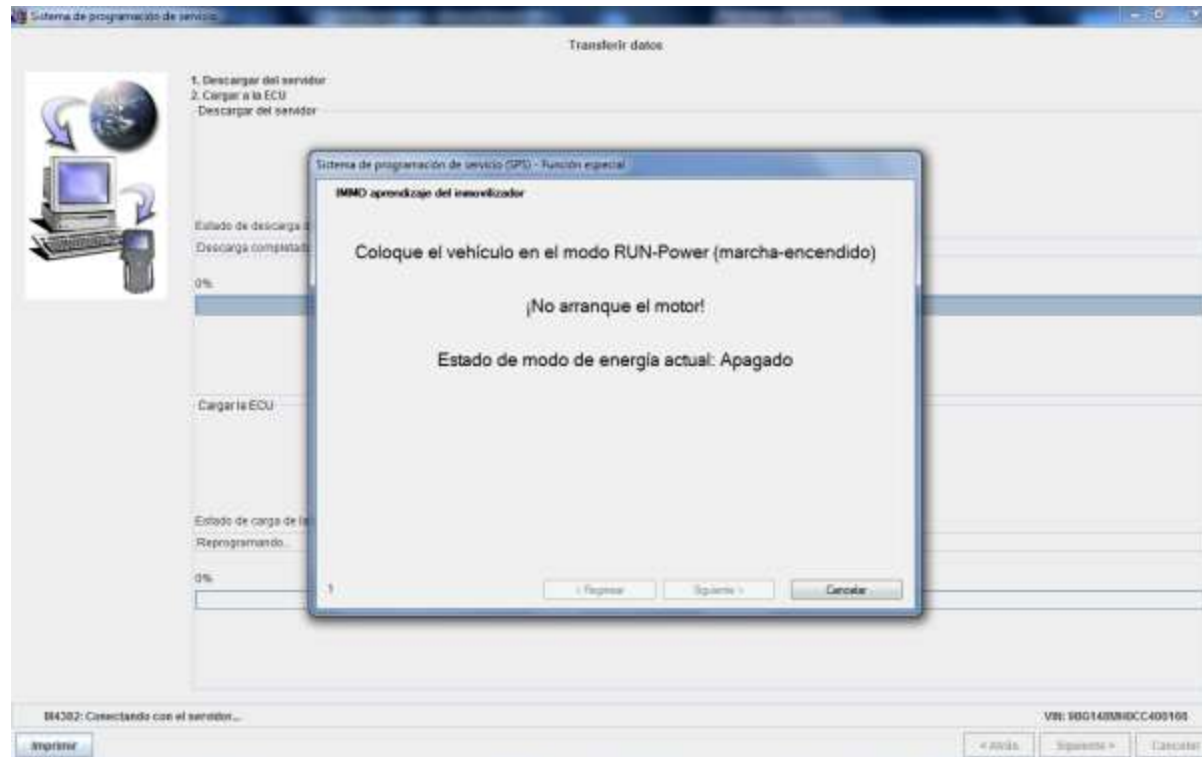 Sistema de programación de servicio
Transferir datos
1. Descargar del servidor
2. Cargar a la ECU
Descargar del servidor
Sistema de programación de servicio (SPS) - Función especial
IMMO aprendizaje del inmovilizador
Coloque el vehículo en el modo RUN-Power (marcha-encendido)
¡No arranque el motor!
Estado de modo de energía actual: Apagado
Estado de descarga
Descarga completada
0%
Cargar la ECU
Estado de carga de la
Reprogramando..
0%
1
< Regresar
Siguiente >
Cancelar
Conectando con el servidor...
VIN:
Imprimir
< Atrás
Siguiente >
Cancelar